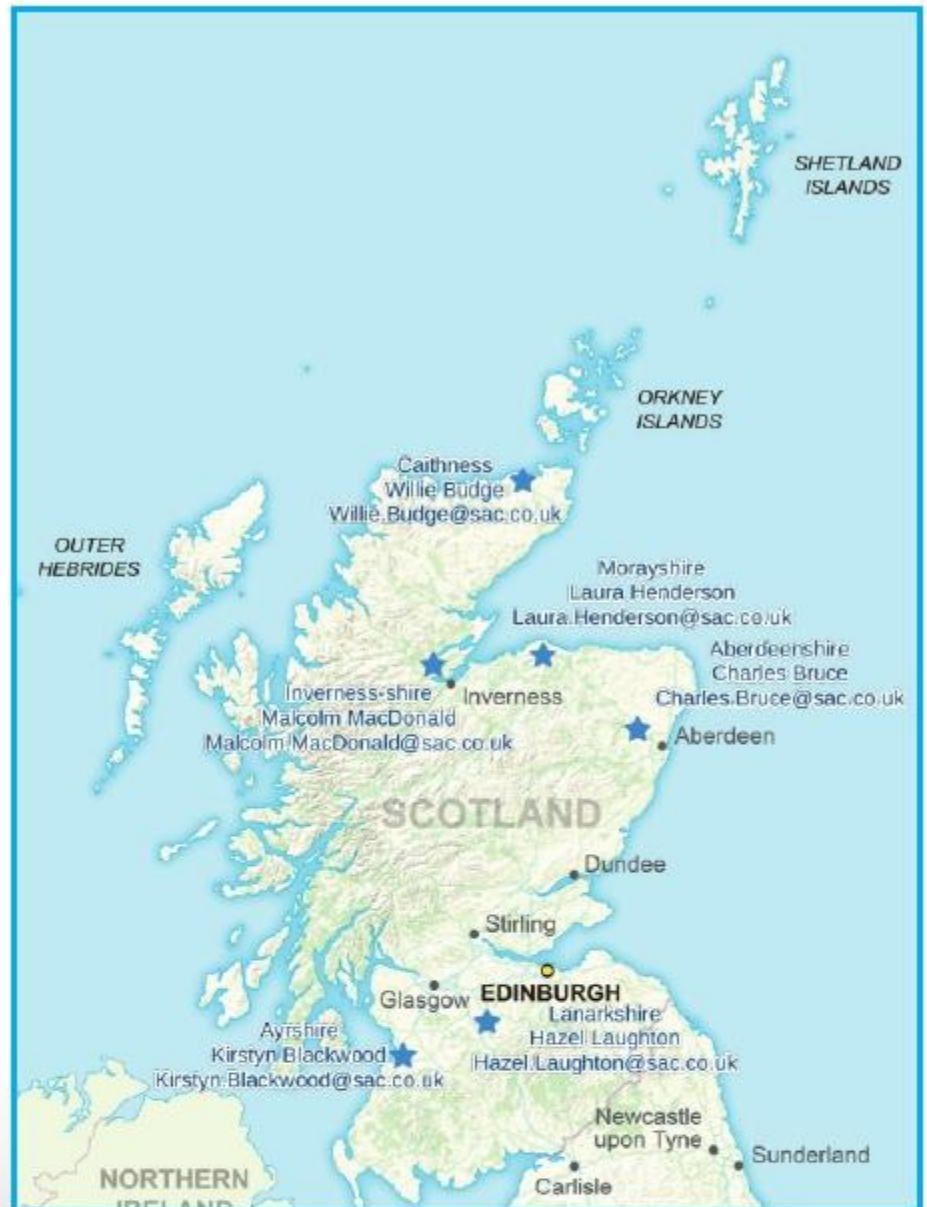 SHETLAND
ISLANDS
ORKNEY
ISLANDS
Caithness
Willie Budge
Willie.Budge@sac.co.uk
OUTER
HEBRIDES
Morayshire
Laura Henderson
Laura.Henderson@sac.co.uk
Aberdeenshire
Charles Bruce
Charles.Bruce@sac.co.uk
Inverness-shire
Malcolm MacDonald
Malcolm.MacDonald@sac.co.uk
Inverness
Aberdeen
SCOTLAND
Dundee
Stirling
Glasgow
EDINBURGH
Lanarkshire
Hazel Laughton
Hazel.Laughton@sac.co.uk
Ayrshire
Kirstyn Blackwood
Kirstyn.Blackwood@sac.co.uk
Newcastle
upon Tyne
Sunderland
Carlisle
NORTHERN
IRELAND